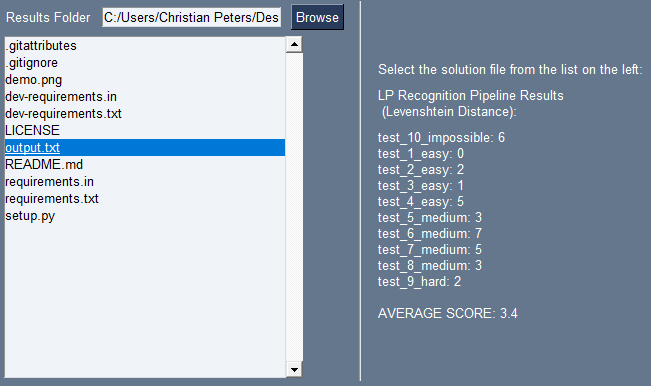 Results Folder C:/Users/Christian Peters/Des Browse
.gitattributes
.gitignore
demo.png
dev-requirements.in
dev-requirements.txt
LICENSE
output.txt
README.md
requirements.in
requirements.txt
setup.py
Select the solution file from the list on the left:
LP Recognition Pipeline Results
(Levenshtein Distance):
test_10_impossible: 6
test_1_easy: 0
test_2_easy: 2
test_3_easy: 1
test_4_easy: 5
test_5_medium: 3
test_6_medium: 7
test_7_medium: 5
test_8_medium: 3
test_9_hard: 2
AVERAGE SCORE: 3.4